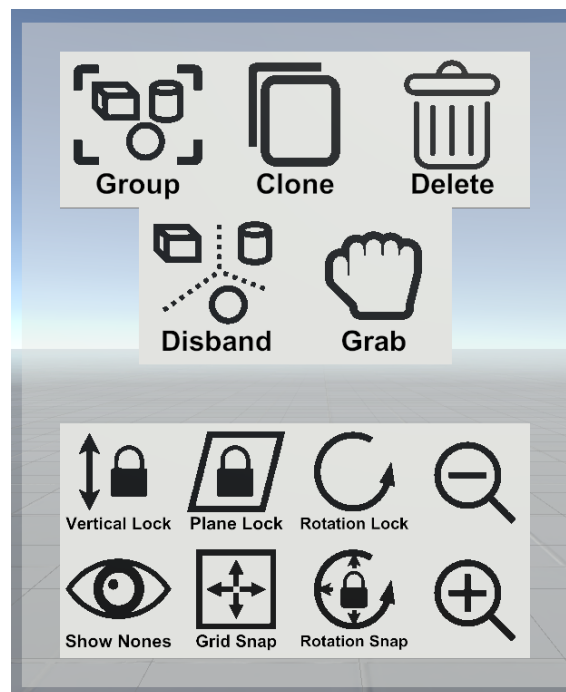 Group Clone Delete
Disband Grab
Vertical Lock Plane Lock Rotation Lock
Show Nones Grid Snap Rotation Snap